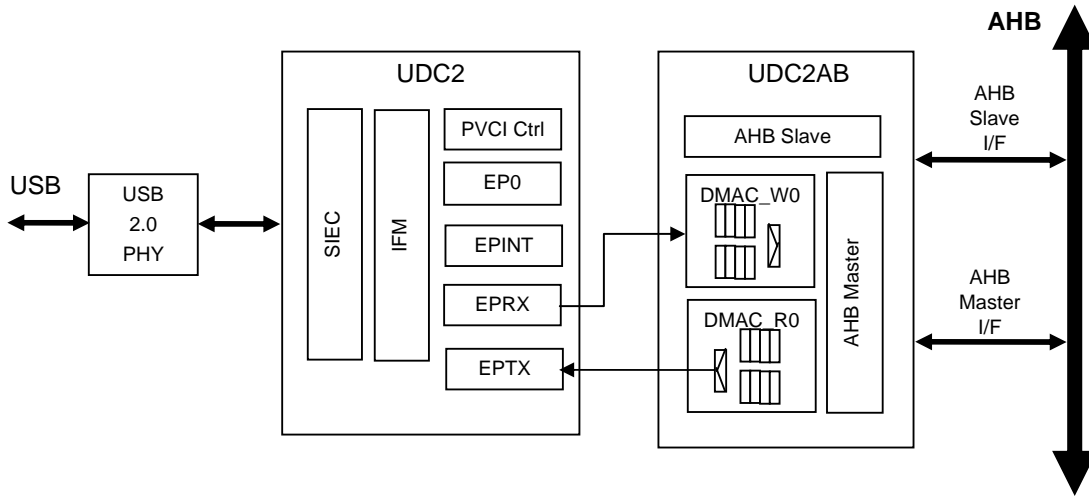 AHB
UDC2
UDC2AB
USB
USB
2.0
PHY
SIEC
IFM
PVCI Ctrl
EP0
EPINT
EPRX
EPTX
AHB Slave
DMAC_W0
DMAC_R0
AHB Master
AHB
Slave
I/F
AHB
Master
I/F